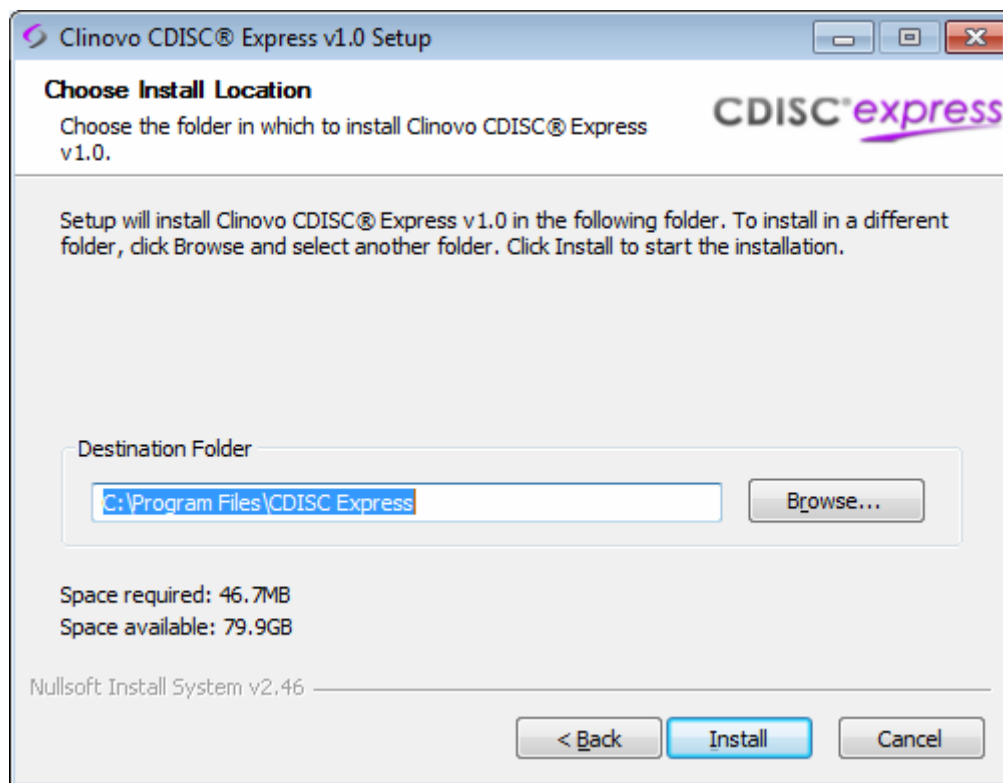 Clinovo CDISC® Express v1.0 Setup
Choose Install Location
Choose the folder in which to install Clinovo CDISC® Express
v1.0.
CDISC® express
Setup will install Clinovo CDISC® Express v1.0 in the following folder. To install in a different
folder, click Browse and select another folder. Click Install to start the installation.
Destination Folder
C:\Program Files\CDISC Express
Browse...
Space required: 46.7MB
Space available: 79.9GB
Nullsoft Install System v2.46
< Back
Install
Cancel